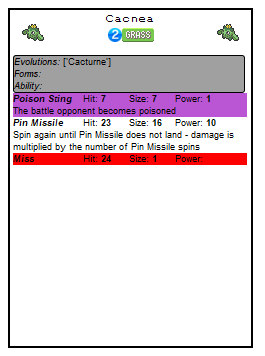 Cacnea
2 GRASS
Evolutions: ['Cacturne']
Forms:
Ability:
Poison Sting Hit: 7 Size: 7 Power: 1
The battle opponent becomes poisoned
Pin Missile Hit: 23 Size: 16 Power: 10
Spin again until Pin Missile does not land - damage is
multiplied by the number of Pin Missile spins
Miss Hit: 24 Size: 1 Power: